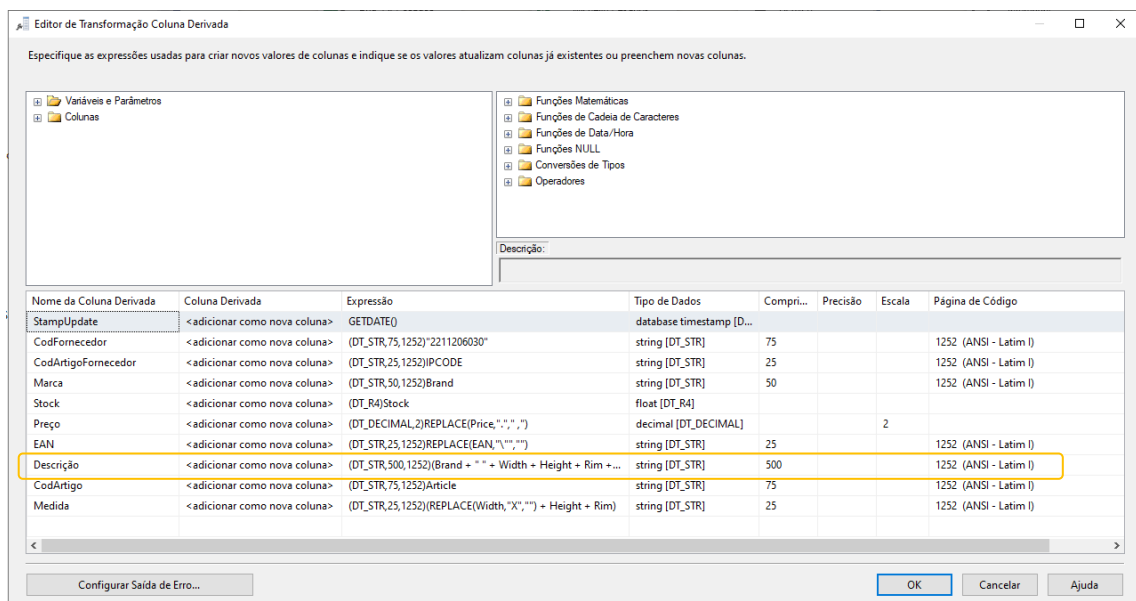 Editor de Transformação Coluna Derivada
Especifique as expressões usadas para criar novos valores de colunas e indique se os valores atualizam colunas já existentes ou preenchem novas colunas.
Variáveis e Parâmetros
Colunas
Funções Matemáticas
Funções de Cadeia de Caracteres
Funções de Data/Hora
Funções NULL
Conversões de Tipos
Operadores
Descrição:
Nome da Coluna Derivada Coluna Derivada Expressão Tipo de Dados Compri... Precisão Escala Página de Código
StampUpdate <adicionar como nova coluna> GETDATE() database timestamp [D...
CodFornecedor <adicionar como nova coluna> (DT_STR,75,1252)"2211206030" string [DT_STR] 75 1252 (ANSI - Latim I)
CodArtigoFornecedor <adicionar como nova coluna> (DT_STR,25,1252)IPCODE string [DT_STR] 25 1252 (ANSI - Latim I)
Marca <adicionar como nova coluna> (DT_STR,50,1252)Brand string [DT_STR] 50 1252 (ANSI - Latim I)
Stock <adicionar como nova coluna> (DT_R4)Stock float [DT_R4]
Preço <adicionar como nova coluna> (DT_DECIMAL,2)REPLACE(Price,".",",") decimal [DT_DECIMAL] 2
EAN <adicionar como nova coluna> (DT_STR,25,1252)REPLACE(EAN,"\"","") string [DT_STR] 25 1252 (ANSI - Latim I)
Descrição <adicionar como nova coluna> (DT_STR,500,1252)(Brand + " " + Width + Height + Rim +... string [DT_STR] 500 1252 (ANSI - Latim I)
CodArtigo <adicionar como nova coluna> (DT_STR,75,1252)Article string [DT_STR] 75 1252 (ANSI - Latim I)
Medida <adicionar como nova coluna> (DT_STR,25,1252)(REPLACE(Width,"X","") + Height + Rim) string [DT_STR] 25 1252 (ANSI - Latim I)
Configurar Saída de Erro... OK Cancelar Ajuda